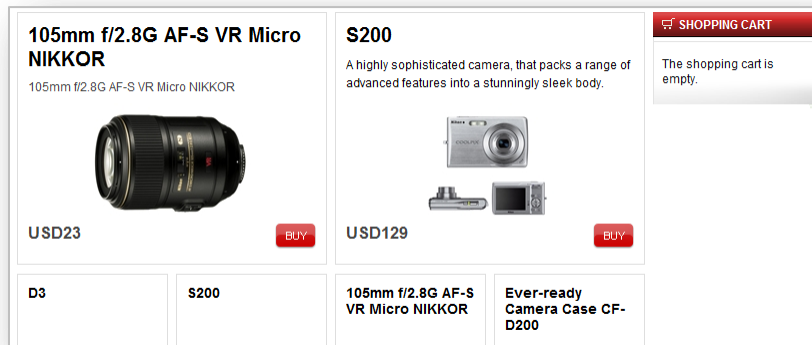 105mm f/2.8G AF-S VR Micro
NIKKOR
105mm f/2.8G AF-S VR Micro NIKKOR
USD23
BUY
S200
A highly sophisticated camera, that packs a range of
advanced features into a stunningly sleek body.
Nikon
COOLPIX
USD129
BUY
SHOPPING CART
The shopping cart is
empty.
D3
S200
105mm f/2.8G AF-S
VR Micro NIKKOR
Ever-ready
Camera Case CF-
D200